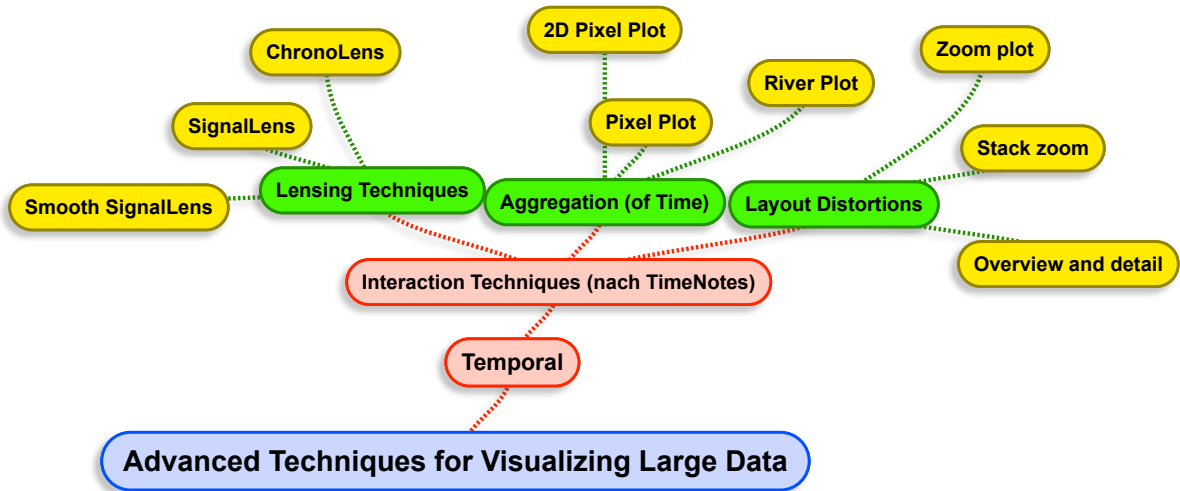 2D Pixel Plot
ChronoLens
Zoom plot
River Plot
SignalLens
Pixel Plot
Stack zoom
Lensing Techniques
Aggregation (of Time)
Layout Distortions
Smooth SignalLens
Overview and detail
Interaction Techniques (nach TimeNotes)
Temporal
Advanced Techniques for Visualizing Large Data